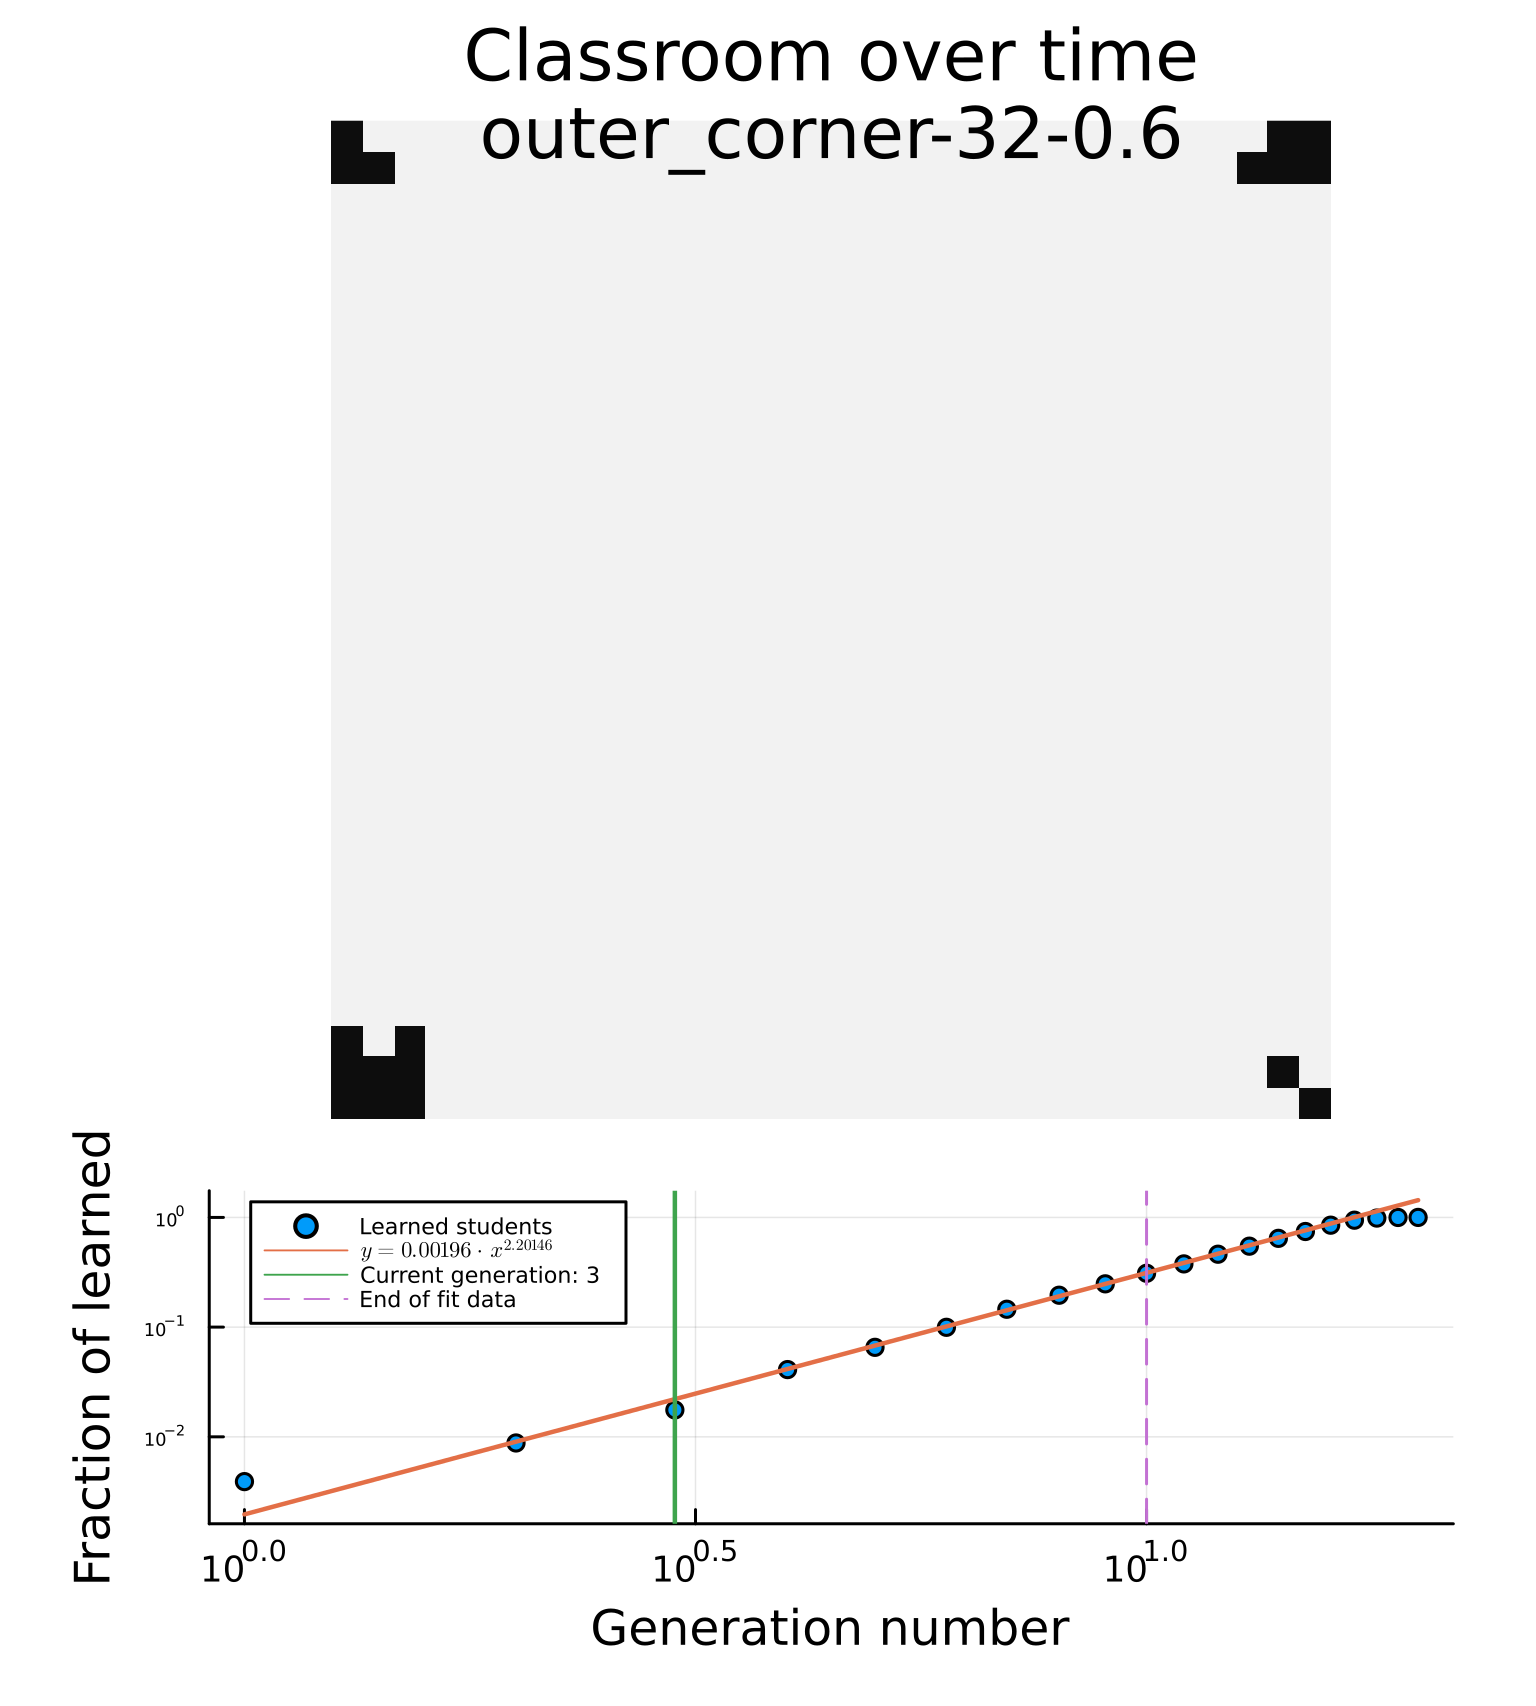 Classroom over time
outer_corner-32-0.6
Fraction of learned
10^0
10^−1
10^−2
Learned students
y = 0.00196 · x^2.20146
Current generation: 3
End of fit data
10^0.0 10^0.5 10^1.0
Generation number